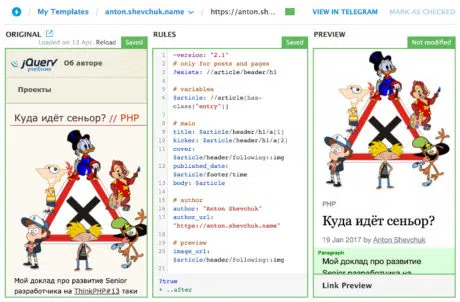 My Templates / anton.shevchuk.name / https://anton.sh...
VIEW IN TELEGRAM MARK AS CHECKED
ORIGINAL
Loaded on 13 Apr. Reload Saved
jQuery
учебник
Об авторе
Проекты
Куда идёт сеньор? // PHP
Мой доклад про развитие
Senior
разработчика на ThinkPHP#13 таки
RULES
Saved
1 ~version: "2.1"
2 # only for posts and pages
3 ?exists: //article/header/h1
4
5 # variables
6 $article: //article[has-
class("entry")]
7
8 # main
9 title: $article/header/h1/a[1]
10 kicker: $article/header/h1/a[2]
11 cover:
$article/header/following::img
12 published_date:
$article/footer/time
13 body: $article
14
15 # author
16 author: "Anton Shevchuk"
17 author_url:
"https://anton.shevchuk.name"
18
19 # preview
20 image_url:
$article/header/following::img
?true
+ ..after
PREVIEW
Not modified
PHP
Куда идёт сеньор?
19 Jan 2017 by Anton Shevchuk
Paragraph
Мой доклад про развитие
Senior разработчика на
Link Preview